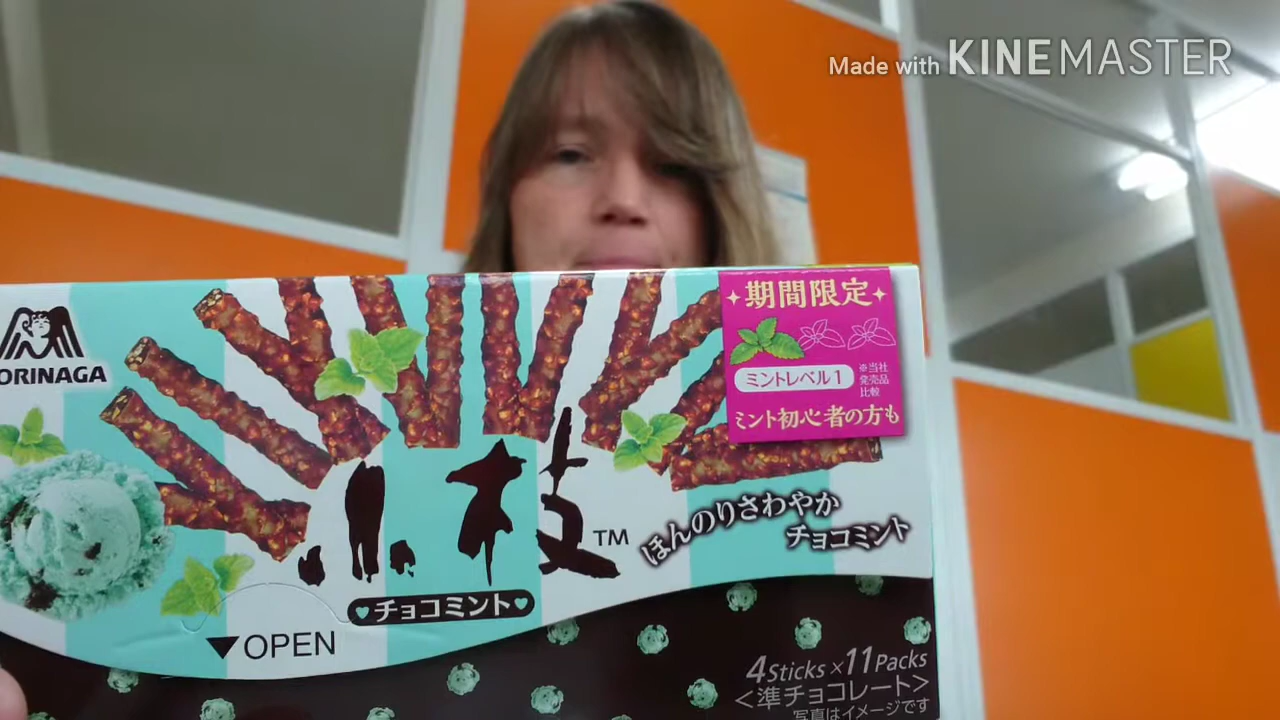 Made with KINEMASTER
ORINAGA
期間限定
ミントレベル1
※当社
発売品
比較
ミント初心者の方も
小枝™
ほんのりさわやか
チョコミント
チョコミント
▼OPEN
4Sticks×11Packs
<準チョコレート>
写真はイメージです